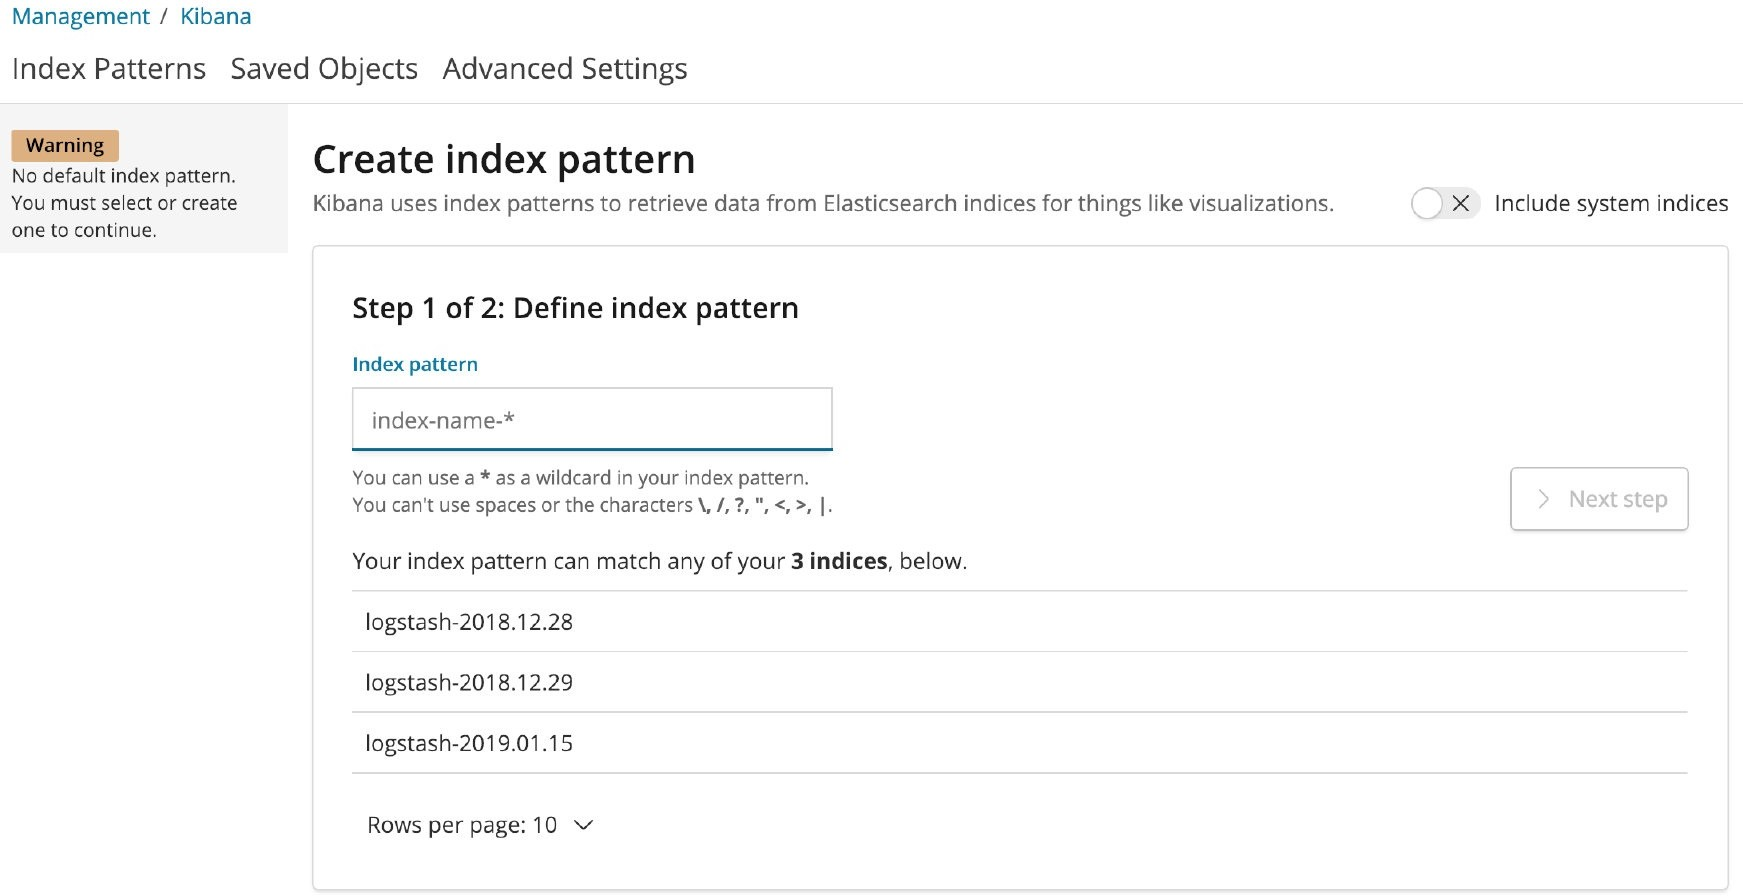 Management / Kibana
Index Patterns Saved Objects Advanced Settings
Warning
No default index pattern.
You must select or create
one to continue.
Create index pattern
Kibana uses index patterns to retrieve data from Elasticsearch indices for things like visualizations.
Include system indices
Step 1 of 2: Define index pattern
Index pattern
index-name-*
You can use a * as a wildcard in your index pattern.
You can't use spaces or the characters \, /, ?, ", <, >, |.
Next step
Your index pattern can match any of your 3 indices, below.
logstash-2018.12.28
logstash-2018.12.29
logstash-2019.01.15
Rows per page: 10